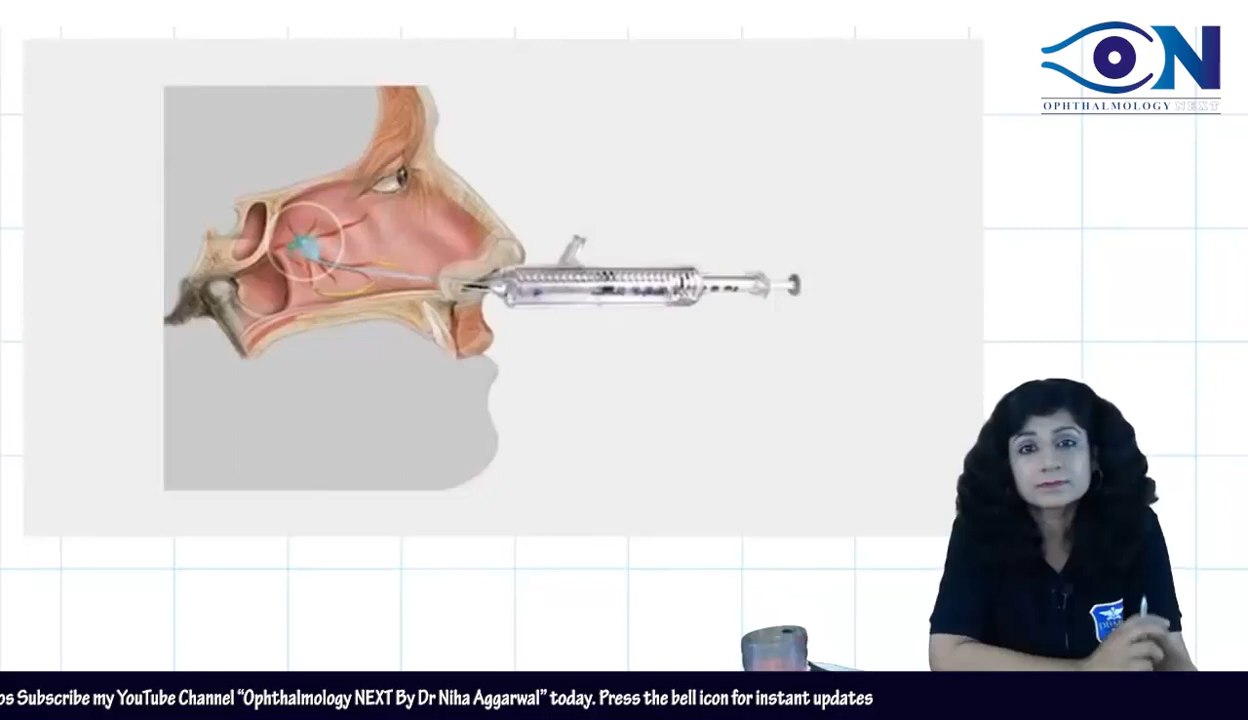 ON
OPHTHALMOLOGY NEXT
os Subscribe my YouTube Channel “Ophthalmology NEXT By Dr Niha Aggarwal” today. Press the bell icon for instant updates